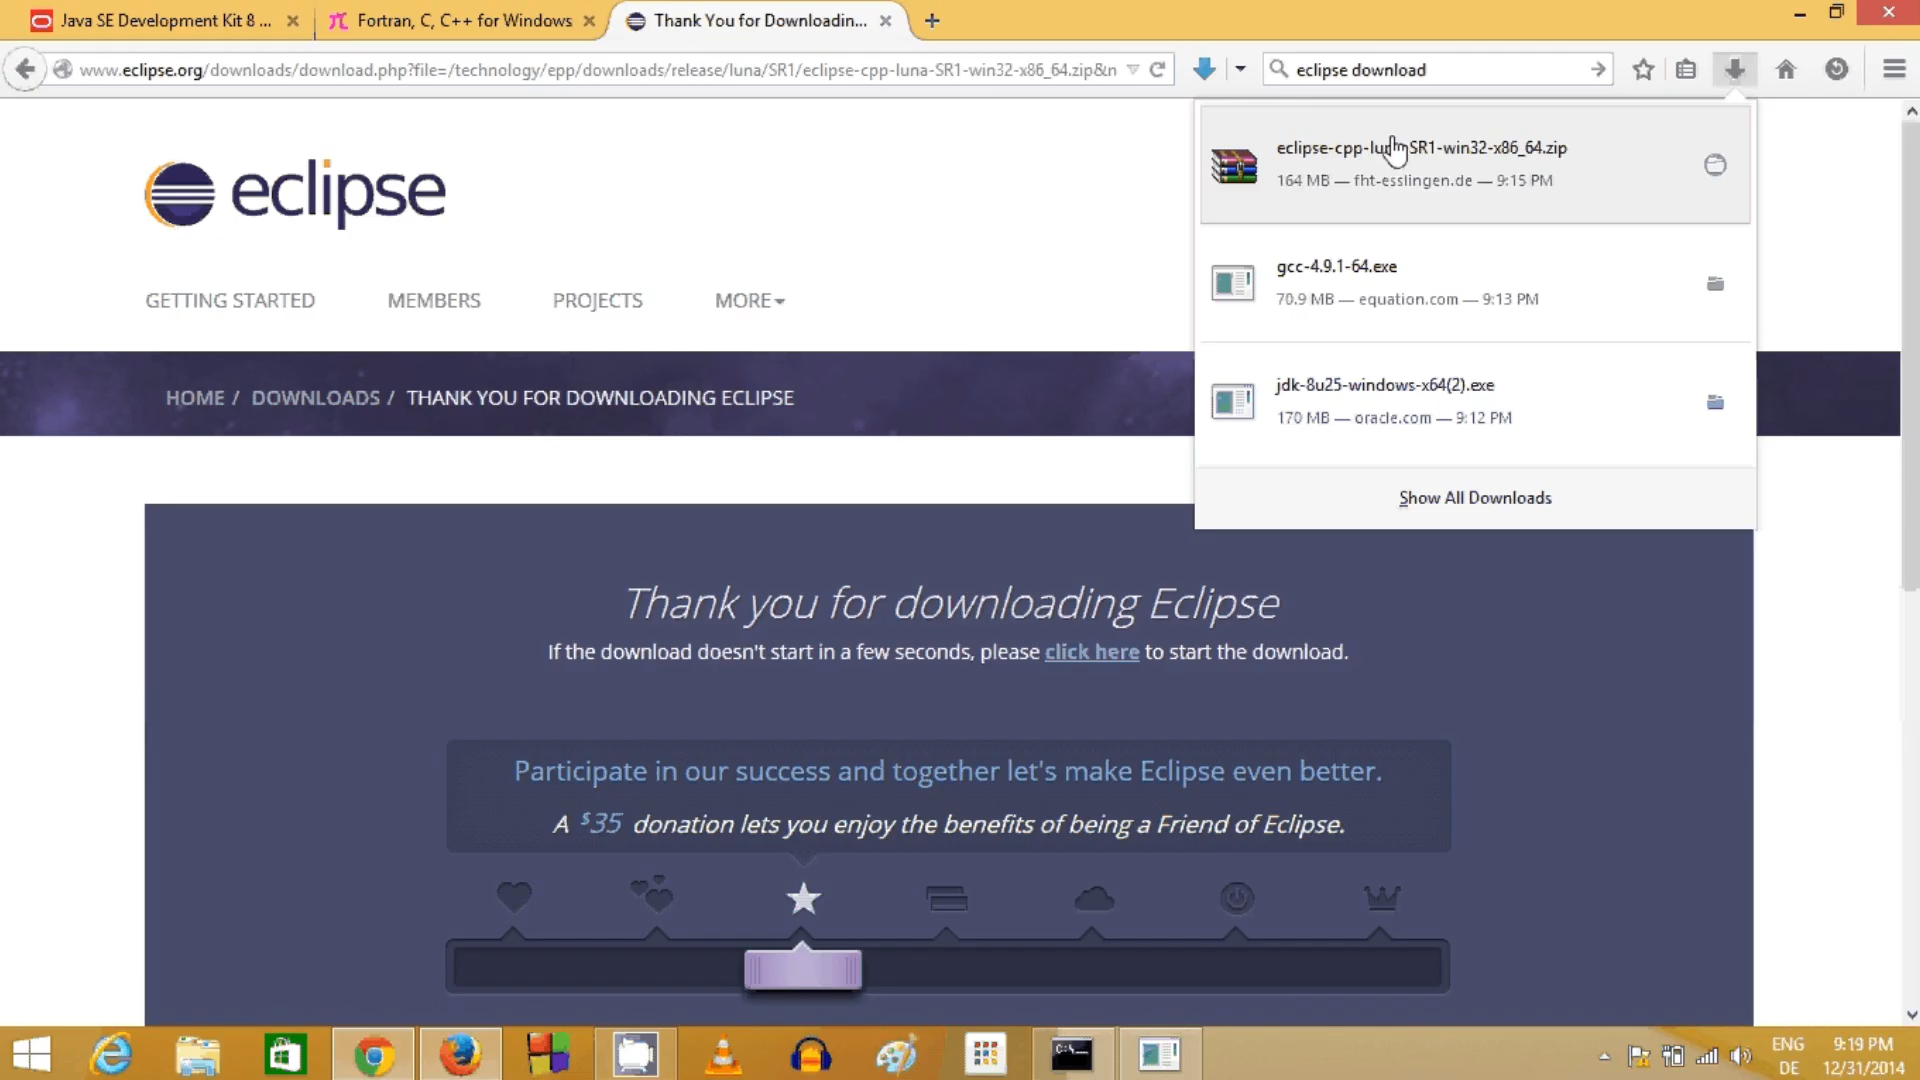 Java SE Development Kit 8 ...
Fortran, C, C++ for Windows
Thank You for Downloadin...
www.eclipse.org/downloads/download.php?file=/technology/epp/downloads/release/luna/SR1/eclipse-cpp-luna-SR1-win32-x86_64.zip&n
eclipse download
eclipse-cpp-lu SR1-win32-x86_64.zip
164 MB — fht-esslingen.de — 9:15 PM
gcc-4.9.1-64.exe
70.9 MB — equation.com — 9:13 PM
jdk-8u25-windows-x64(2).exe
170 MB — oracle.com — 9:12 PM
Show All Downloads
eclipse
GETTING STARTED
MEMBERS
PROJECTS
MORE
HOME / DOWNLOADS / THANK YOU FOR DOWNLOADING ECLIPSE
Thank you for downloading Eclipse
If the download doesn't start in a few seconds, please click here to start the download.
Participate in our success and together let's make Eclipse even better.
A $35 donation lets you enjoy the benefits of being a Friend of Eclipse.
C:\.
ENG
DE
9:19 PM
12/31/2014